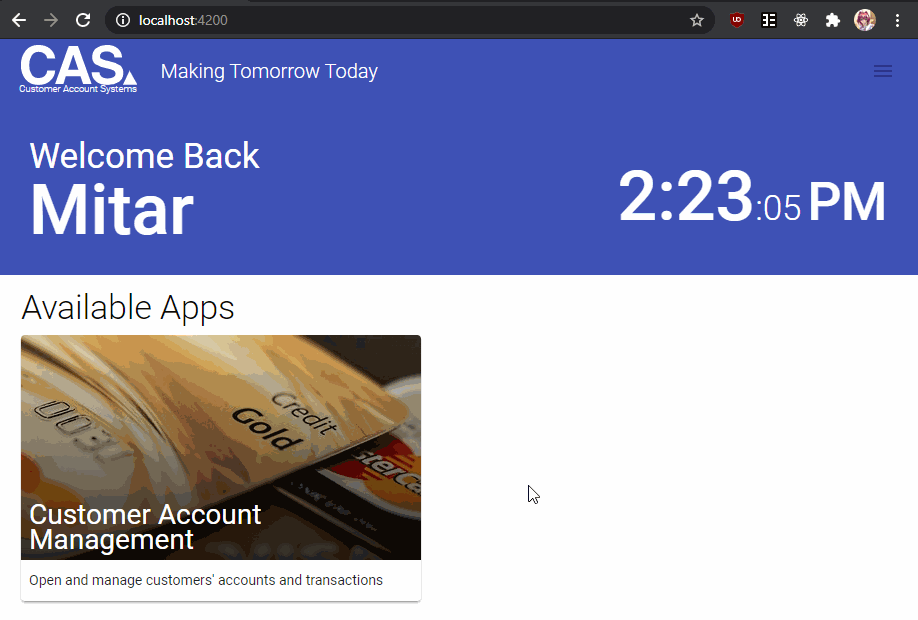 localhost:4200
CAS
Customer Account Systems
Making Tomorrow Today
Welcome Back
Mitar
2:23:05 PM
Available Apps
Credit
Gold
Customer Account
Management
Open and manage customers' accounts and transactions